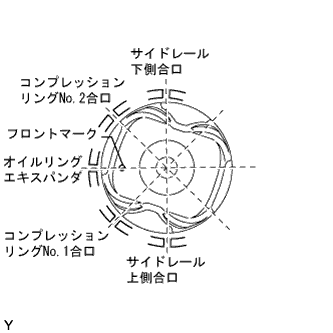 サイドレール
下側合口
コンプレッション
リングNo.2合口
フロントマーク
オイルリング
エキスパンダ
コンプレッション
リングNo.1合口
サイドレール
上側合口
Y